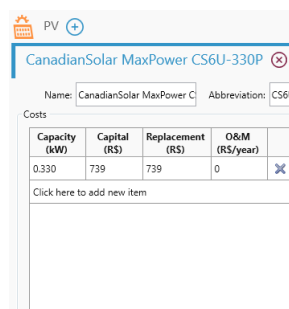 PV
CanadianSolar MaxPower CS6U-330P
Name: CanadianSolar MaxPower Abbreviation: CS6
Costs
Capacity (kW) Capital (R$) Replacement (R$) O&M (R$/year)
0.330 739 739 0
Click here to add new item